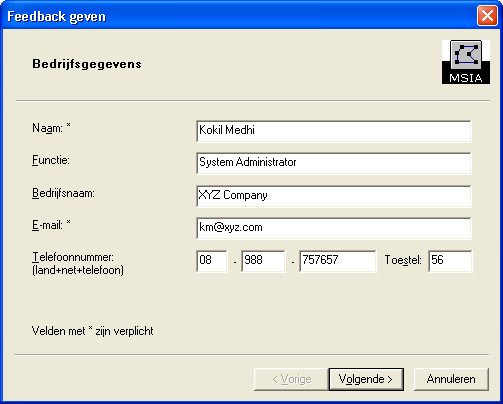 Feedback geven
Bedrijfsgegevens
MSIA
Naam: * Kokil Medhi
Functie: System Administrator
Bedrijfsnaam: XYZ Company
E-mail: * km@xyz.com
Telefoonnummer: 08 - 988 - 757657 Toestel: 56
(land+net+telefoon)
Velden met * zijn verplicht
< Vorige Volgende > Annuleren